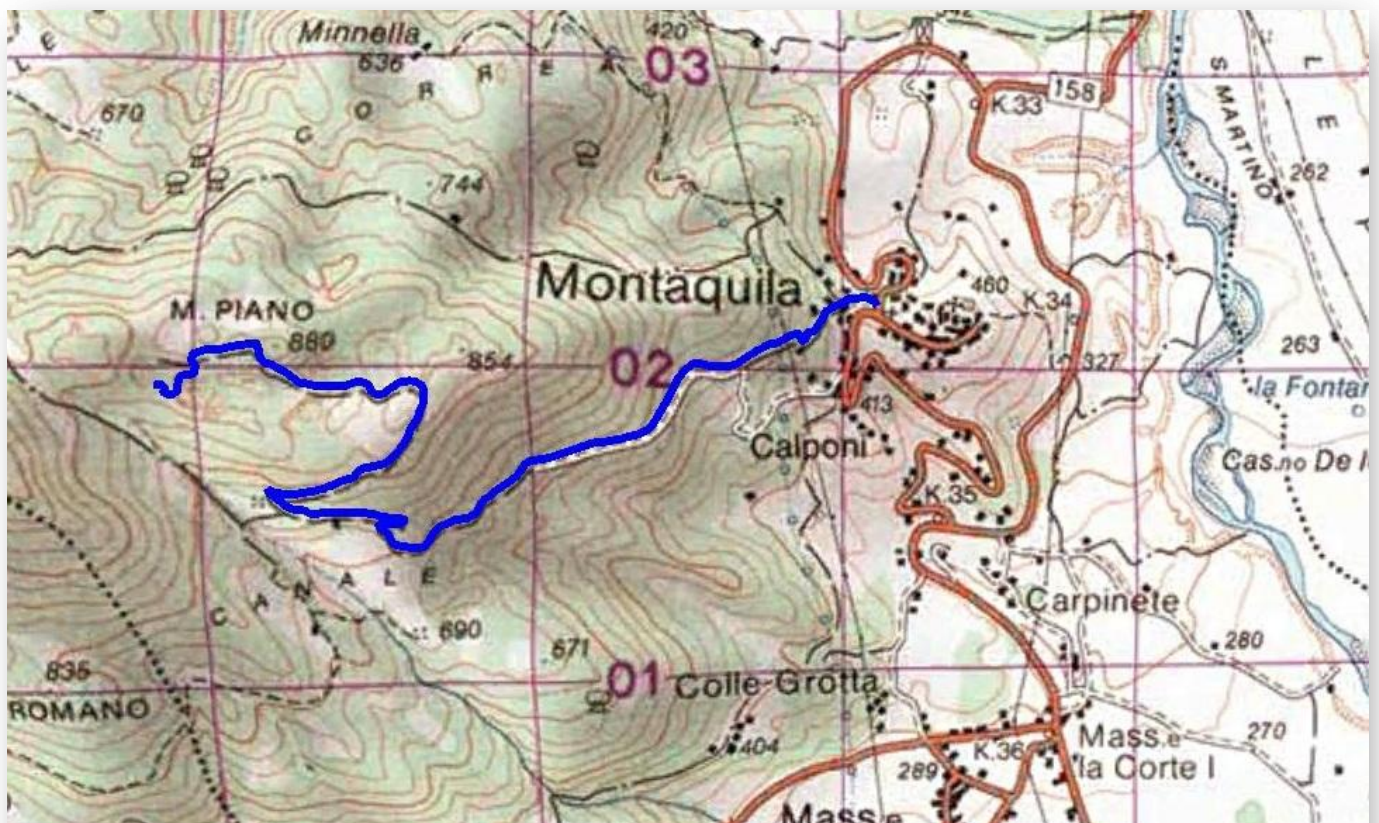 Minnella
636
420
03
158
K.33
670
C O R R E A
S MARTINO
L E
262
744
Montaquila
460
K.34
M. PIANO
880
854
02
327
263
la Fontan
413
Calponi
Cas.no De l
K.35
C A N A L E
Carpinete
690
671
280
835
ROMANO
01
Colle Grotta
404
K.36
289
Mass.e
la Corte I
270
Mass.e